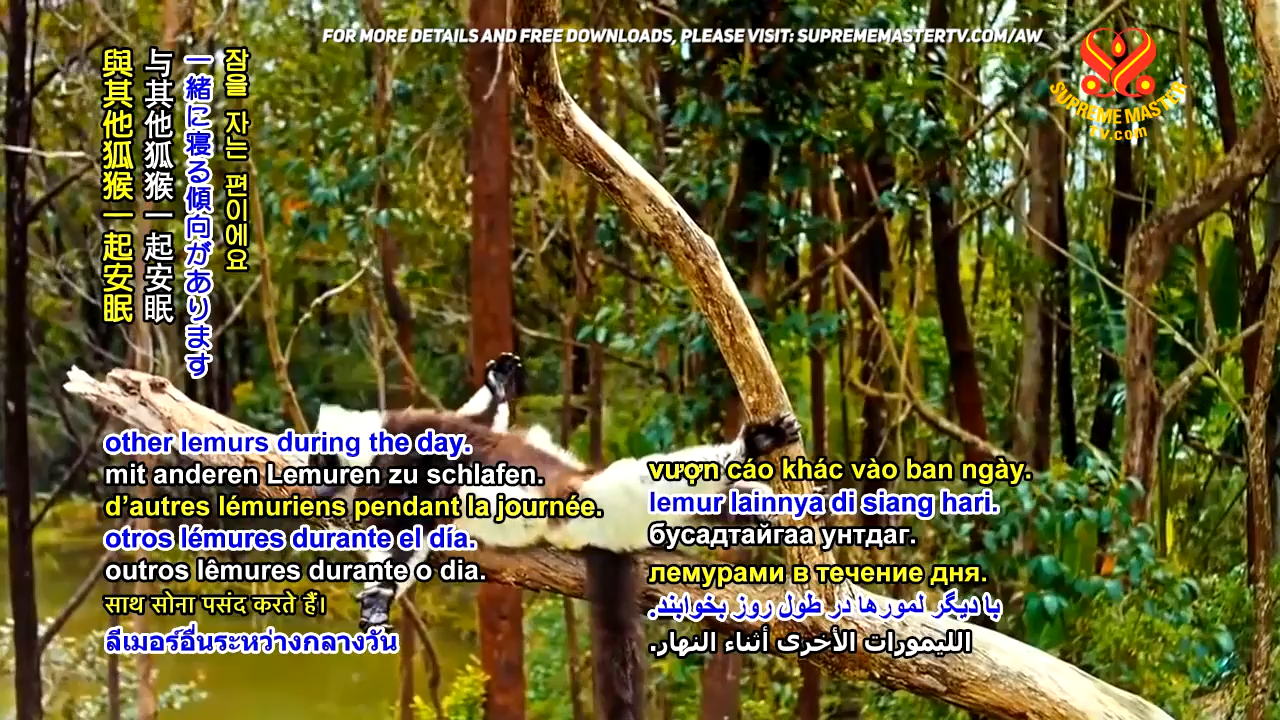 FOR MORE DETAILS AND FREE DOWNLOADS, PLEASE VISIT: SUPREMEMASTERTV.COM/AW
SUPREME MASTER
TV.com
잠을 자는 편이에요
一緒に寝る傾向があります
与其他狐猴一起安眠
與其他狐猴一起安眠
other lemurs during the day.
mit anderen Lemuren zu schlafen.
d’autres lémuriens pendant la journée.
otros lémures durante el día.
outros lêmures durante o dia.
साथ सोना पसंद करते हैं।
ลีเมอร์อื่นระหว่างกลางวัน
vượn cáo khác vào ban ngày.
lemur lainnya di siang hari.
бусадтайгаа унтдаг.
лемурами в течение дня.
با دیگر لمورها در طول روز بخوابند.
الليمورات الأخرى أثناء النهار.